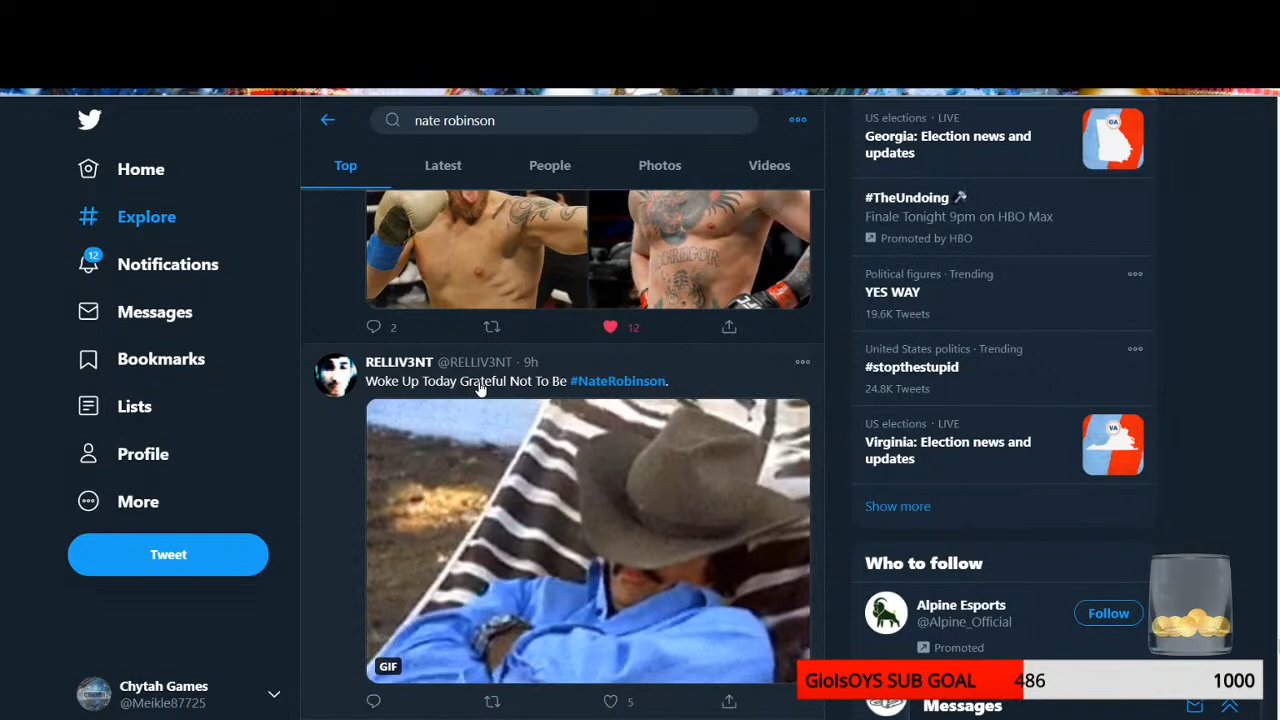 nate robinson
Home
Explore
12
Notifications
Messages
Bookmarks
Lists
Profile
More
Tweet
Chytah Games
@Meikle87725
Top
Latest
People
Photos
Videos
2
12
RELLIV3NT @RELLIV3NT · 9h
Woke Up Today Grateful Not To Be #NateRobinson.
GIF
5
US elections · LIVE
Georgia: Election news and
updates
GA
#TheUndoing
Finale Tonight 9pm on HBO Max
Promoted by HBO
Political figures · Trending
YES WAY
19.6K Tweets
United States politics · Trending
#stopthestupid
24.8K Tweets
US elections · LIVE
Virginia: Election news and
updates
VA
Show more
Who to follow
Alpine Esports
@Alpine_Official
Follow
Promoted
GioIsOYS SUB GOAL 486 1000
Messages